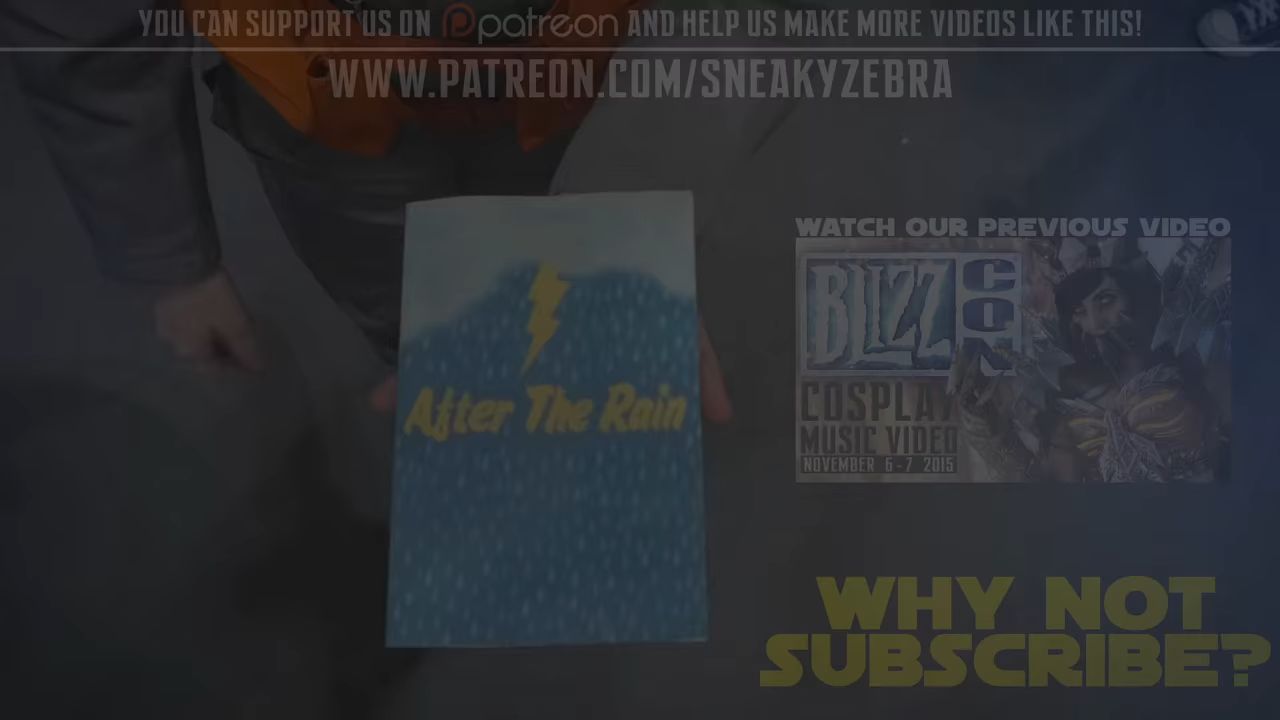 YOU CAN SUPPORT US ON patreon AND HELP US MAKE MORE VIDEOS LIKE THIS!
WWW.PATREON.COM/SNEAKYZEBRA
After The Rain
WATCH OUR PREVIOUS VIDEO
BLIZZ
CON
COSPLAY
MUSIC VIDEO
NOVEMBER 6-7 2015
WHY NOT
SUBSCRIBE?